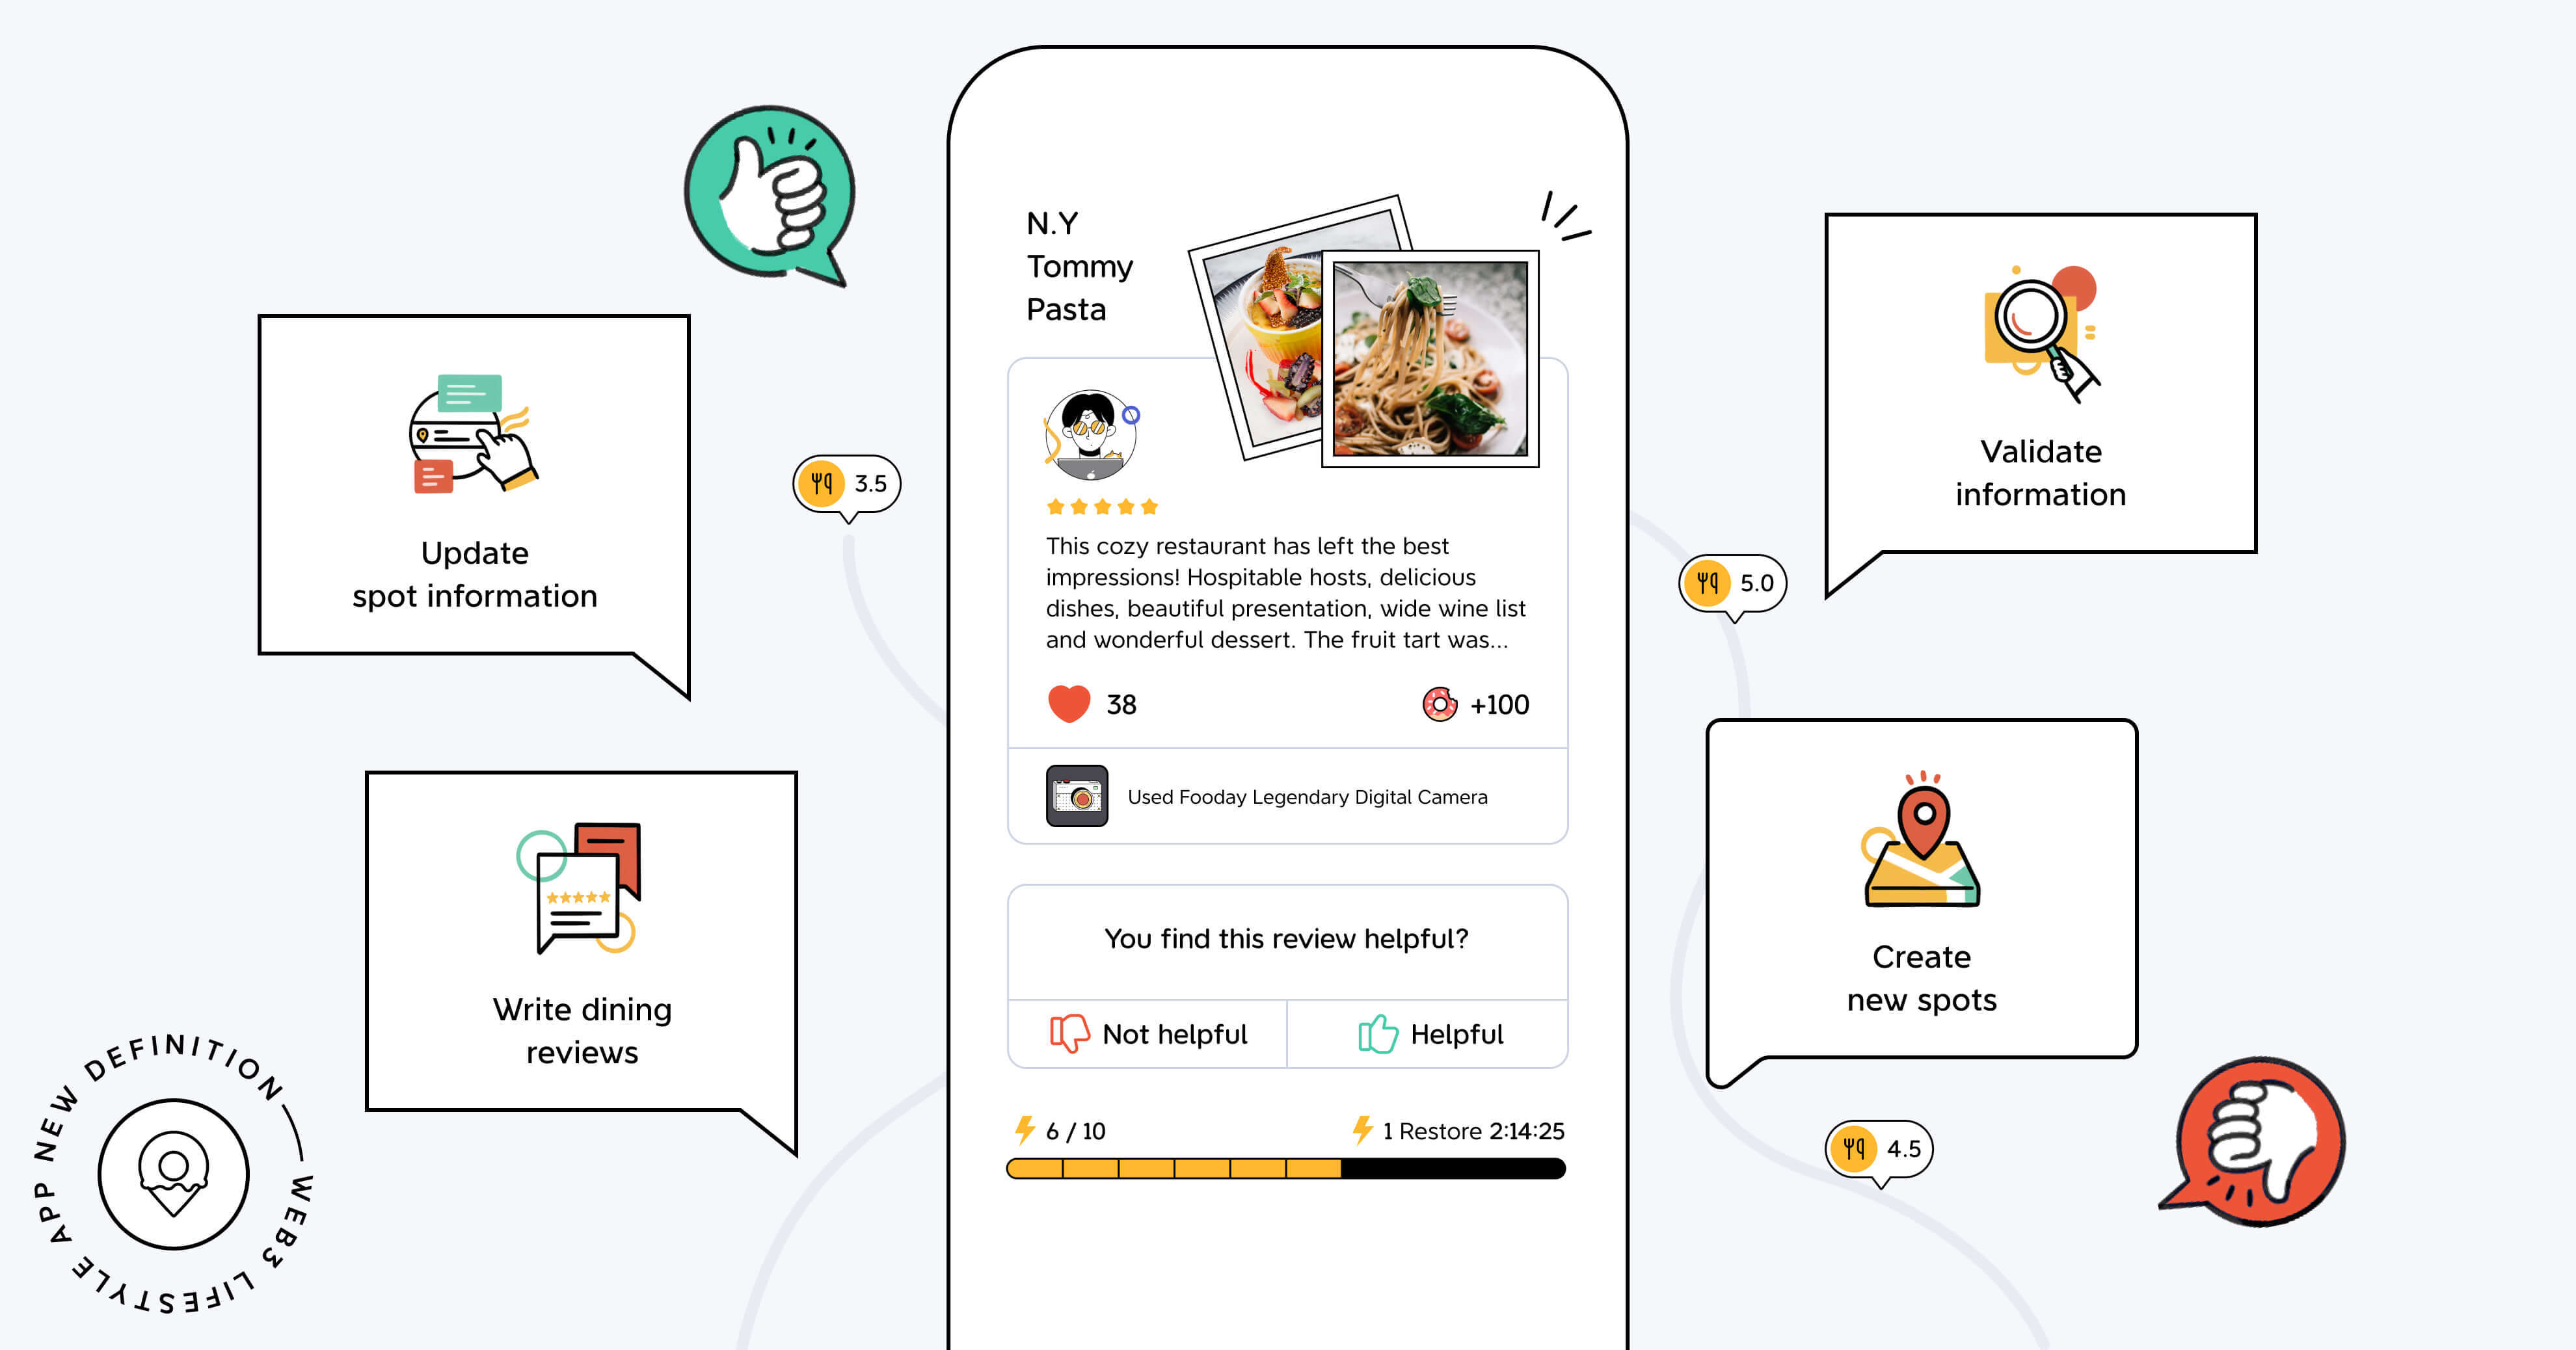 N.Y
Tommy
Pasta
This cozy restaurant has left the best
impressions! Hospitable hosts, delicious
dishes, beautiful presentation, wide wine list
and wonderful dessert. The fruit tart was...
38
+100
Used Fooday Legendary Digital Camera
You find this review helpful?
Not helpful
Helpful
6 / 10
1 Restore 2:14:25
Update
spot information
Write dining
reviews
3.5
Validate
information
5.0
Create
new spots
4.5
NEW DEFINITION — WEB3 LIFESTYLE APP